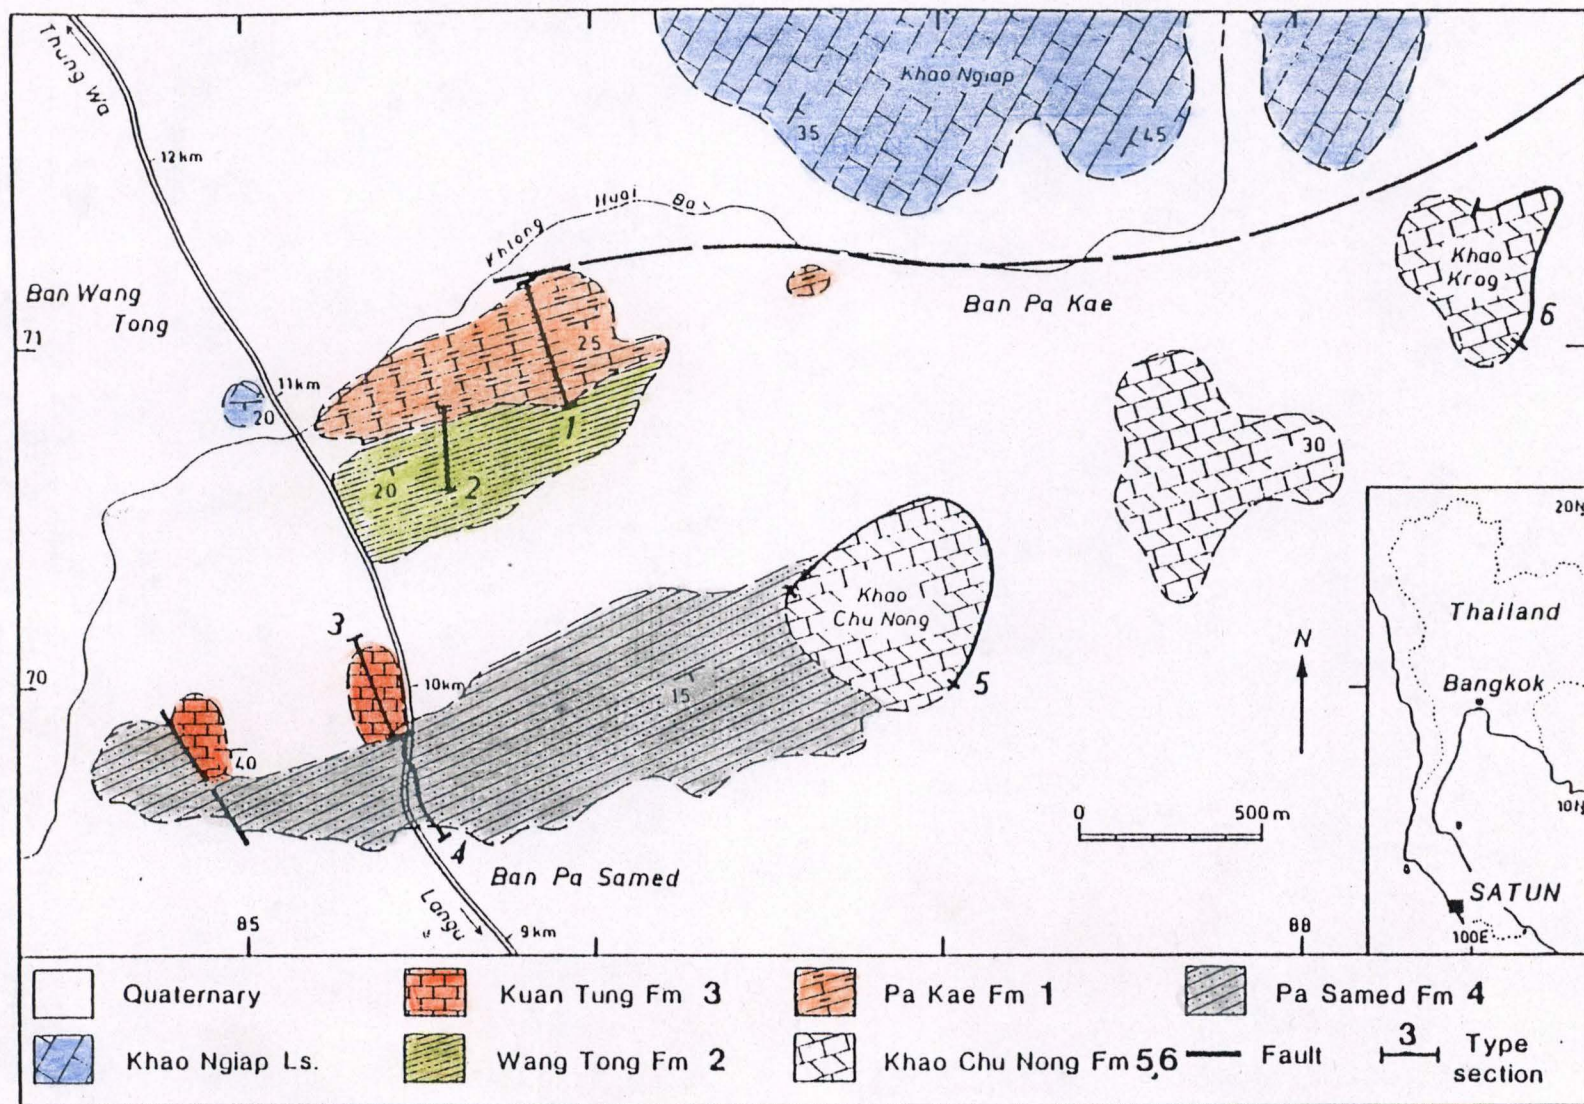 Thung Wa
12 km
Ban Wang
Tong
71
11 km
20
Khlong Huai Ba
Khao Ngiap
35
45
25
1
20
2
Ban Pa Kae
Khao
Krog
6
30
3
10 km
70
40
15
Khao
Chu Nong
5
4
Ban Pa Samed
Langu
9 km
85
88
N
0 500 m
20N
Thailand
Bangkok
10N
SATUN
100E
Quaternary
Kuan Tung Fm 3
Pa Kae Fm 1
Pa Samed Fm 4
Khao Ngiap Ls.
Wang Tong Fm 2
Khao Chu Nong Fm 5,6
Fault
3 Type
section